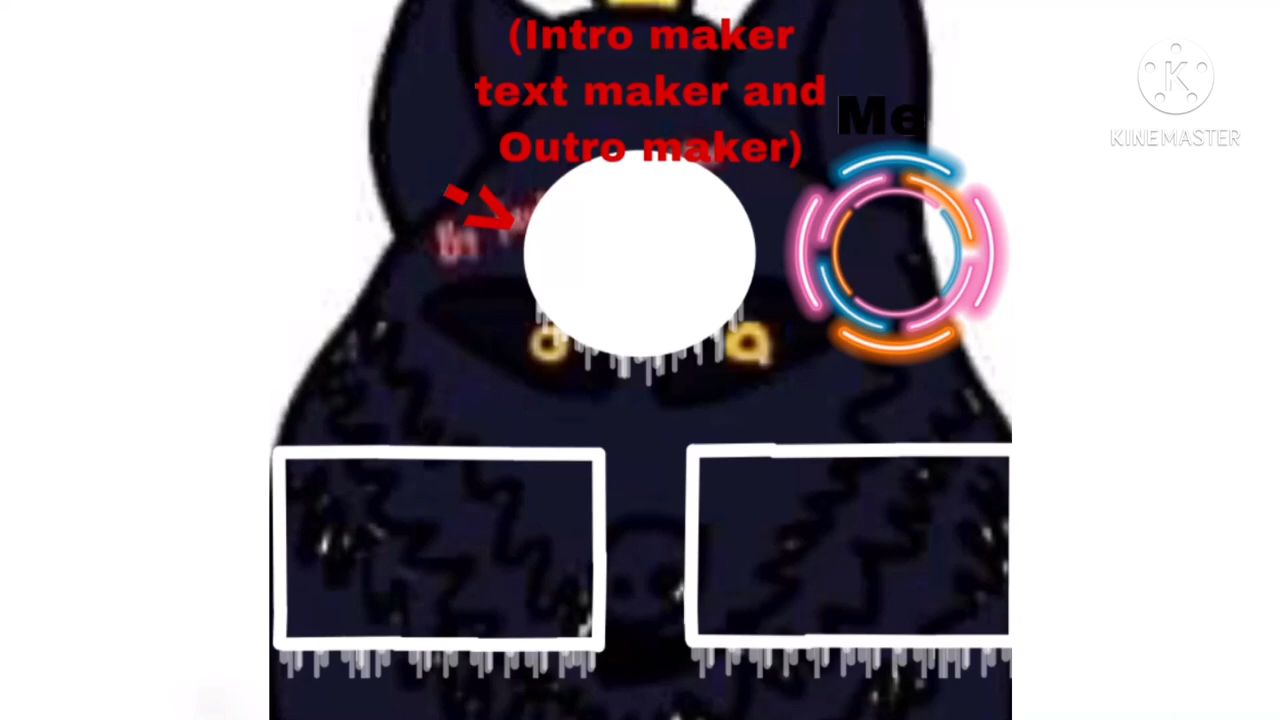 (Intro maker
text maker and
Outro maker)
Me
KINEMASTER